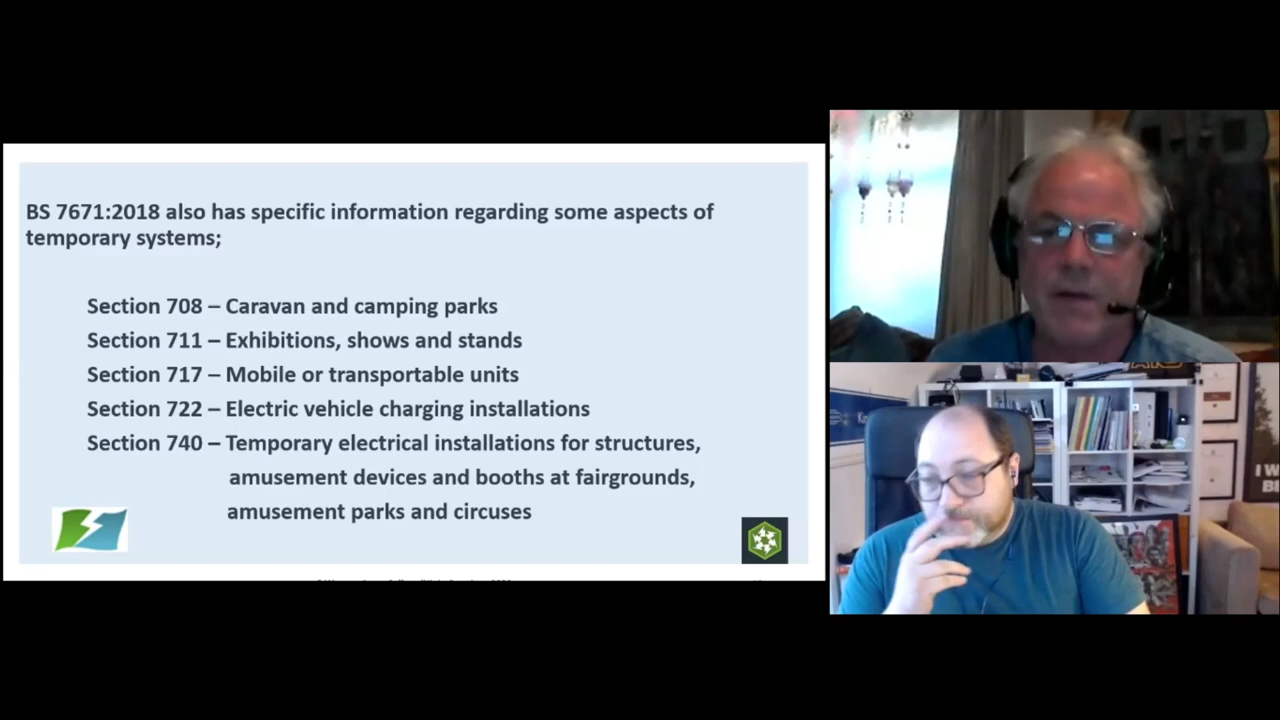 BS 7671:2018 also has specific information regarding some aspects of
temporary systems;
Section 708 – Caravan and camping parks
Section 711 – Exhibitions, shows and stands
Section 717 – Mobile or transportable units
Section 722 – Electric vehicle charging installations
Section 740 – Temporary electrical installations for structures,
amusement devices and booths at fairgrounds,
amusement parks and circuses
I W
BE